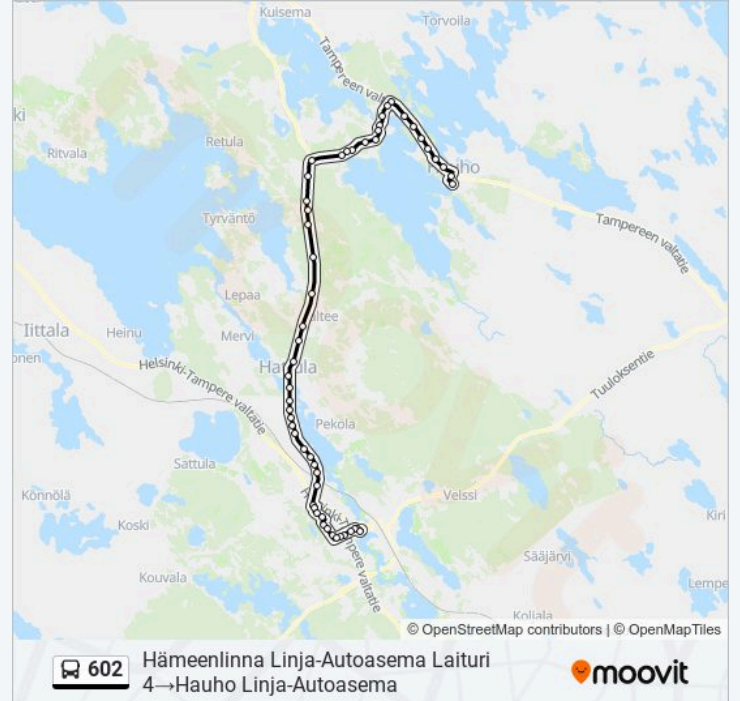 Kuisema
Torvoila
Tampereen valtatie
ki
Retula
Ritvala
Hauho
Tyrväntö
Tampereen valtatie
Lepaa
Iittala
Heinu
Mervi
onen
Hattula
Helsinki-Tampere valtatie
Tuuloksentie
Pekola
Sattula
Könnölä
Velssi
Koski
Kiri
Sääjärvi
Kouvala
Lempe
© OpenStreetMap contributors | © OpenMapTiles
602
Hämeenlinna Linja-Autoasema Laituri
4→Hauho Linja-Autoasema
moovit